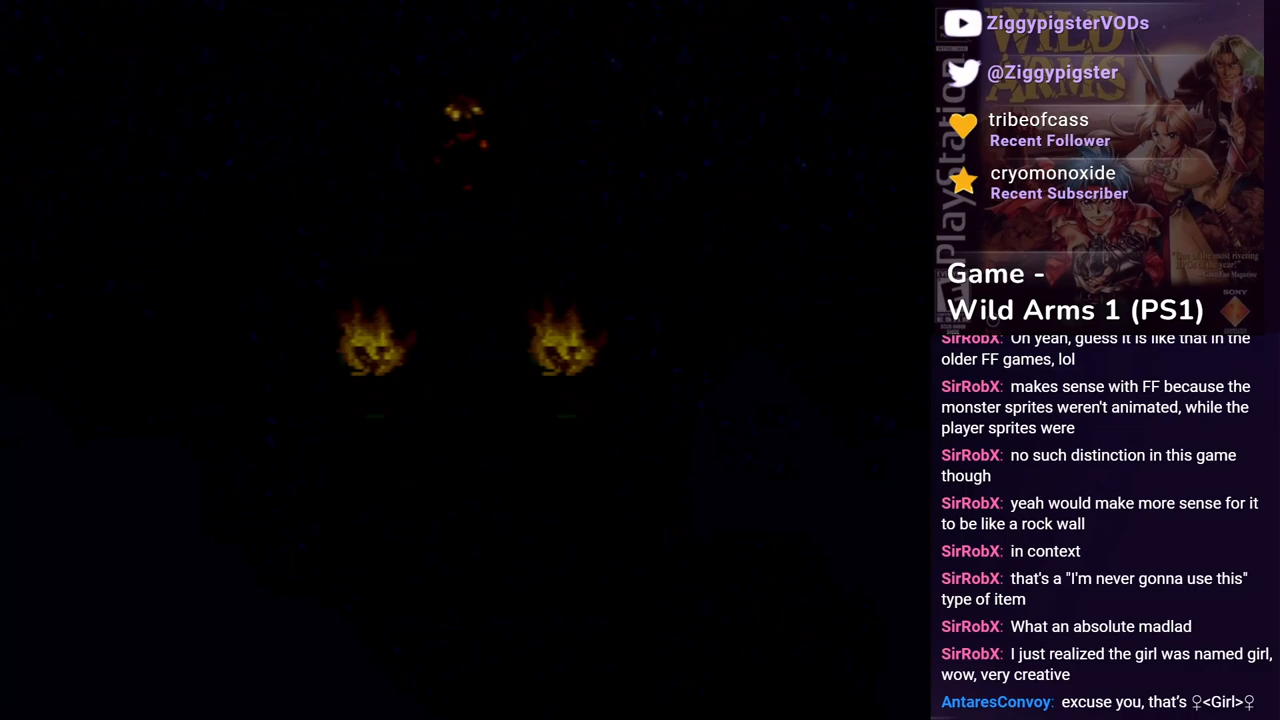 ZiggypigsterVODs
@Ziggypigster
tribeofcass
Recent Follower
cryomonoxide
Recent Subscriber
WILD
ARMS
PlayStation
SONY
Game -
Wild Arms 1 (PS1)
SirRobX: Oh yeah, guess it is like that in the
older FF games, lol
SirRobX: makes sense with FF because the
monster sprites weren't animated, while the
player sprites were
SirRobX: no such distinction in this game
though
SirRobX: yeah would make more sense for it
to be like a rock wall
SirRobX: in context
SirRobX: that's a "I'm never gonna use this"
type of item
SirRobX: What an absolute madlad
SirRobX: I just realized the girl was named girl,
wow, very creative
AntaresConvoy: excuse you, that's ♀<Girl>♀